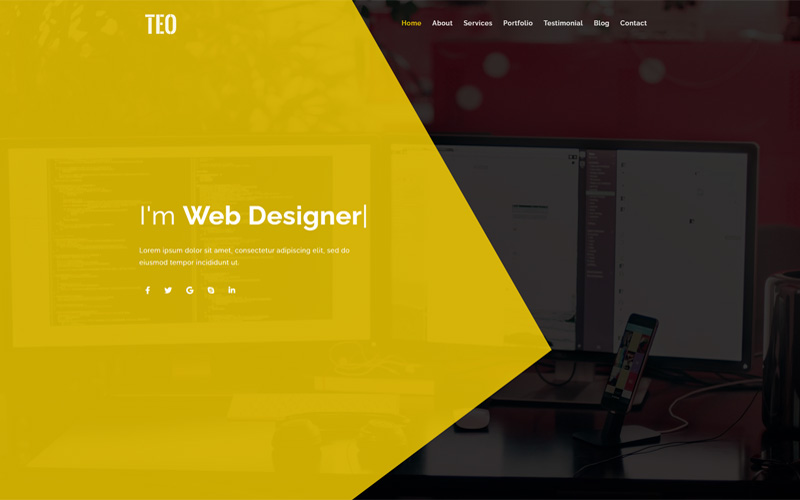 TEO
Home About Services Portfolio Testimonial Blog Contact
I'm Web Designer|
Lorem ipsum dolor sit amet, consectetur adipiscing elit, sed do
eiusmod tempor incididunt ut.